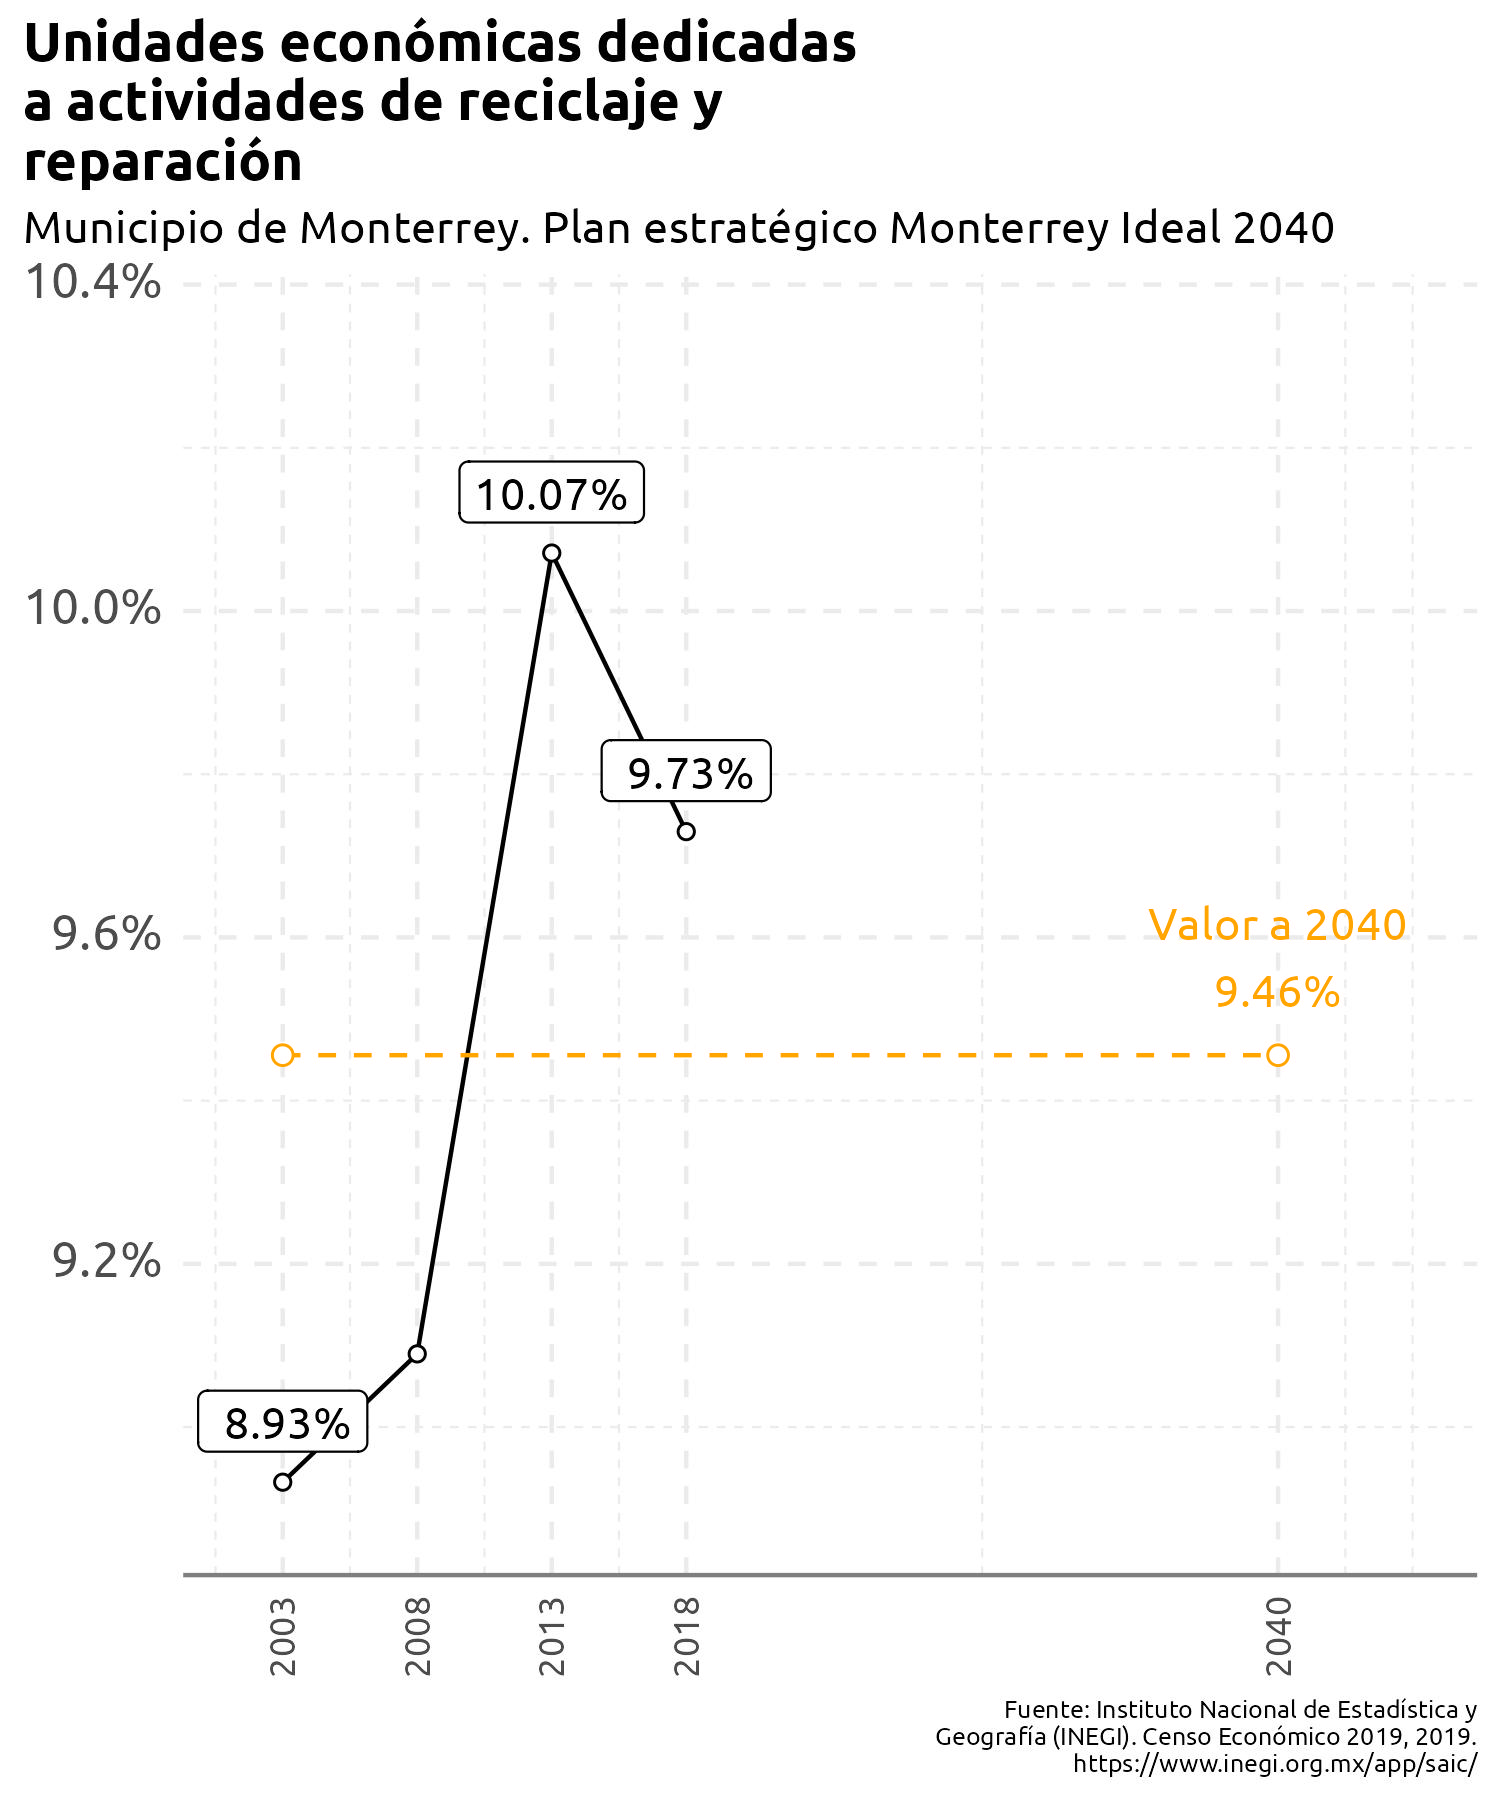 Unidades económicas dedicadas
a actividades de reciclaje y
reparación
Municipio de Monterrey. Plan estratégico Monterrey Ideal 2040
10.4%
10.07%
10.0%
9.73%
9.6%
Valor a 2040
9.46%
9.2%
8.93%
2003
2008
2013
2018
2040
Fuente: Instituto Nacional de Estadística y
Geografía (INEGI). Censo Económico 2019, 2019.
https://www.inegi.org.mx/app/saic/